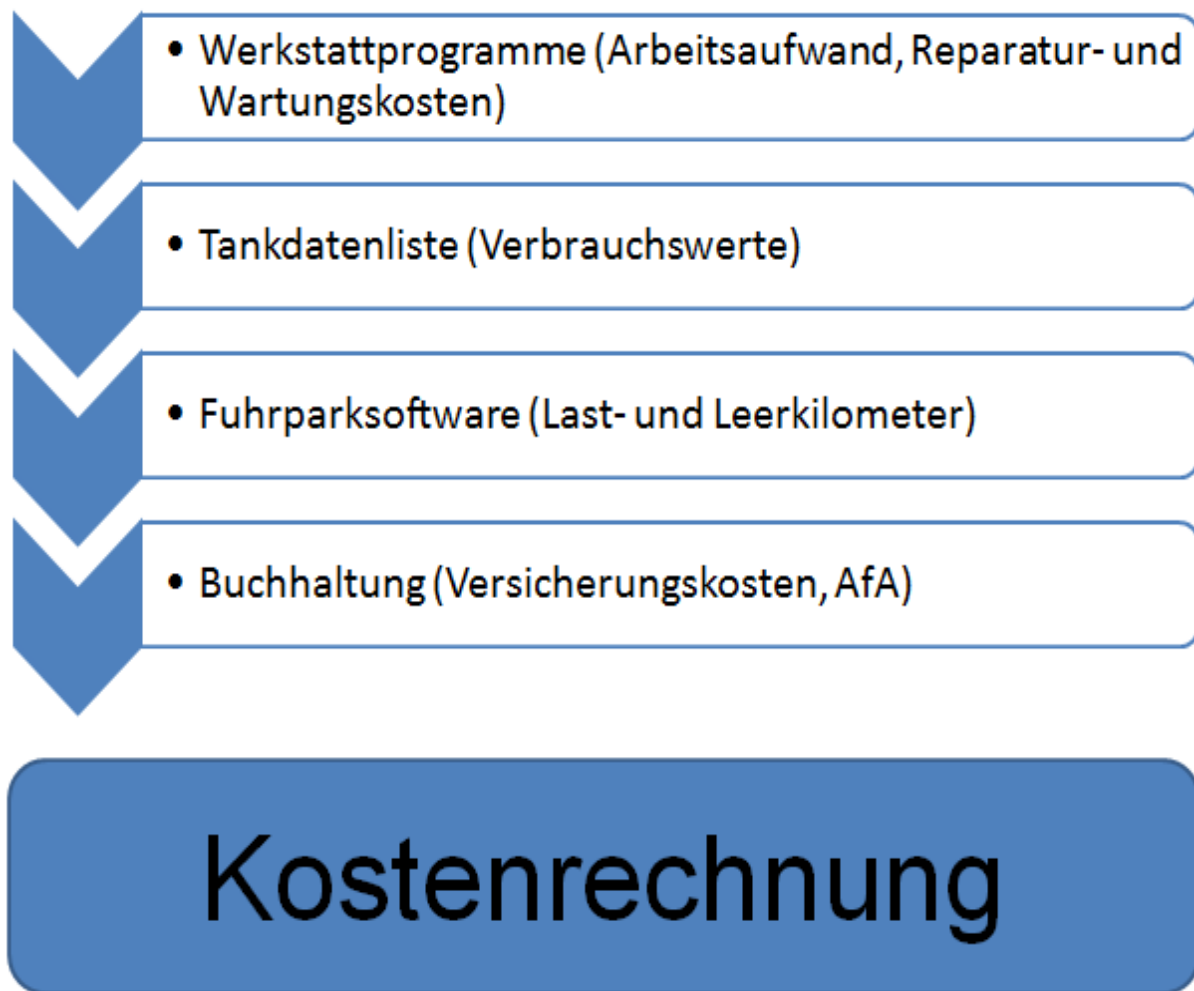 • Werkstattprogramme (Arbeitsaufwand, Reparatur- und
Wartungskosten)
• Tankdatenliste (Verbrauchswerte)
• Fuhrparksoftware (Last- und Leerkilometer)
• Buchhaltung (Versicherungskosten, AfA)
Kostenrechnung